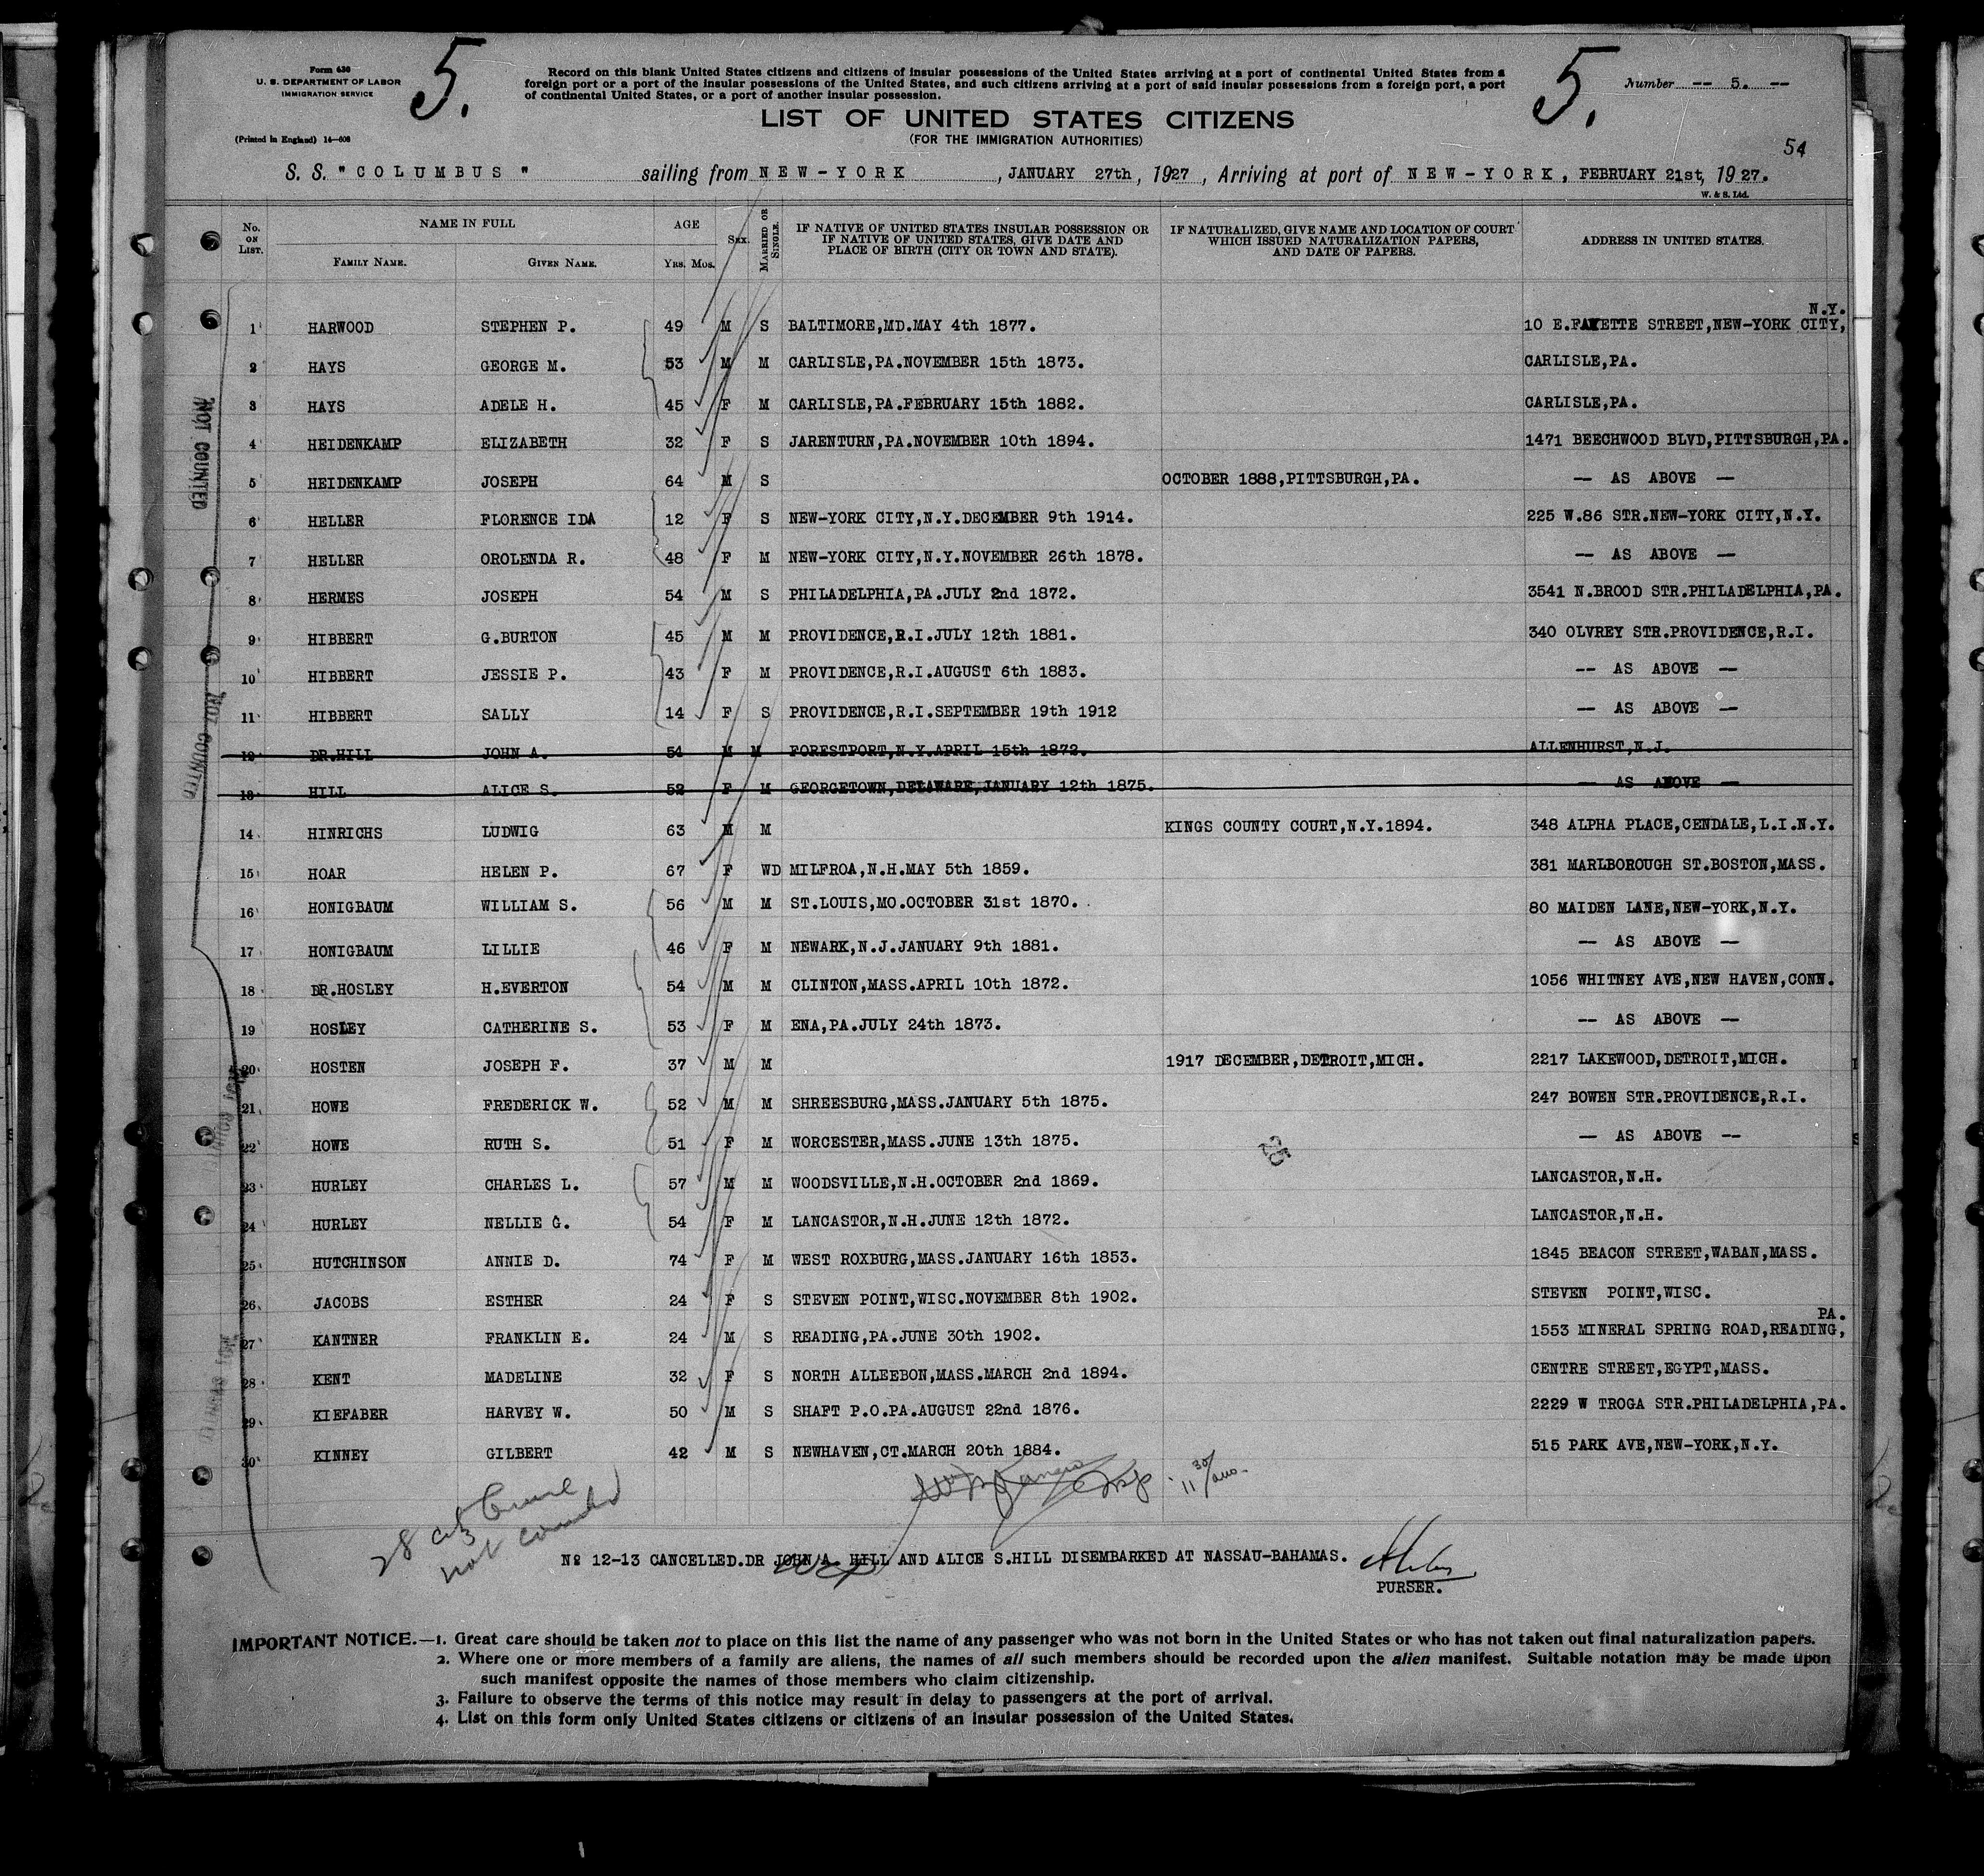 Form 630
U. S. DEPARTMENT OF LABOR
IMMIGRATION SERVICE
(Printed in England) 14—608
5.
Record on this blank United States citizens and citizens of insular possessions of the United States arriving at a port of continental United States from a
foreign port or a port of the insular possessions of the United States, and such citizens arriving at a port of said insular possessions from a foreign port, a port
of continental United States, or a port of another insular possession.
5.
Number -- 5. --
LIST OF UNITED STATES CITIZENS
(FOR THE IMMIGRATION AUTHORITIES)
54
S. S. "COLUMBUS" sailing from NEW-YORK, JANUARY 27th, 1927, Arriving at port of NEW-YORK, FEBRUARY 21st, 1927.
W. & S. Ltd.
No. ON LIST. NAME IN FULL FAMILY NAME. GIVEN NAME. AGE YRS. MOS. SEX. MARRIED OR SINGLE. IF NATIVE OF UNITED STATES INSULAR POSSESSION OR IF NATIVE OF UNITED STATES, GIVE DATE AND PLACE OF BIRTH (CITY OR TOWN AND STATE). IF NATURALIZED, GIVE NAME AND LOCATION OF COURT WHICH ISSUED NATURALIZATION PAPERS, AND DATE OF PAPERS. ADDRESS IN UNITED STATES.
1 HARWOOD STEPHEN P. 49 M S BALTIMORE,MD.MAY 4th 1877. 10 E.FAYETTE STREET,NEW-YORK CITY, N.Y.
2 HAYS GEORGE M. 53 M M CARLISLE,PA.NOVEMBER 15th 1873. CARLISLE,PA.
3 HAYS ADELE H. 45 F M CARLISLE,PA.FEBRUARY 15th 1882. CARLISLE,PA.
4 HEIDENKAMP ELIZABETH 32 F S JARENTURN,PA.NOVEMBER 10th 1894. 1471 BEECHWOOD BLVD,PITTSBURGH,PA.
5 HEIDENKAMP JOSEPH 64 M S OCTOBER 1888,PITTSBURGH,PA. — AS ABOVE —
6 HELLER FLORENCE IDA 12 F S NEW-YORK CITY,N.Y.DECEMBER 9th 1914. 225 W.86 STR.NEW-YORK CITY,N.Y.
7 HELLER OROLENDA R. 48 F M NEW-YORK CITY,N.Y.NOVEMBER 26th 1878. — AS ABOVE —
8 HERMES JOSEPH 54 M S PHILADELPHIA,PA.JULY 2nd 1872. 3541 N.BROOD STR.PHILADELPHIA,PA.
9 HIBBERT G.BURTON 45 M M PROVIDENCE,R.I.JULY 12th 1881. 340 OLVREY STR.PROVIDENCE,R.I.
10 HIBBERT JESSIE P. 43 F M PROVIDENCE,R.I.AUGUST 6th 1883. -- AS ABOVE —
11 HIBBERT SALLY 14 F S PROVIDENCE,R.I.SEPTEMBER 19th 1912 — AS ABOVE —
12 DR.HILL JOHN A. 54 M M FORESTPORT,N.Y.APRIL 15th 1872. ALLENHURST,N.J.
13 HILL ALICE S. 52 F M GEORGETOWN,DELAWARE,JANUARY 12th 1875. — AS ABOVE —
14 HINRICHS LUDWIG 63 M M KINGS COUNTY COURT,N.Y.1894. 348 ALPHA PLACE,CENDALE,L.I.N.Y.
15 HOAR HELEN P. 67 F WD MILFROA,N.H.MAY 5th 1859. 381 MARLBOROUGH ST.BOSTON,MASS.
16 HONIGBAUM WILLIAM S. 56 M M ST.LOUIS,MO.OCTOBER 31st 1870. 80 MAIDEN LANE,NEW-YORK,N.Y.
17 HONIGBAUM LILLIE 46 F M NEWARK,N.J.JANUARY 9th 1881. — AS ABOVE —
18 DR.HOSLEY H.EVERTON 54 M M CLINTON,MASS.APRIL 10th 1872. 1056 WHITNEY AVE,NEW HAVEN,CONN.
19 HOSLEY CATHERINE S. 53 F M ENA,PA.JULY 24th 1873. — AS ABOVE —
20 HOSTEN JOSEPH F. 37 M M 1917 DECEMBER,DETROIT,MICH. 2217 LAKEWOOD,DETROIT,MICH.
21 HOWE FREDERICK W. 52 M M SHREESBURG,MASS.JANUARY 5th 1875. 247 BOWEN STR.PROVIDENCE,R.I.
22 HOWE RUTH S. 51 F M WORCESTER,MASS.JUNE 13th 1875. — AS ABOVE --
23 HURLEY CHARLES L. 57 M M WOODSVILLE,N.H.OCTOBER 2nd 1869. LANCASTOR,N.H.
24 HURLEY NELLIE G. 54 F M LANCASTOR,N.H.JUNE 12th 1872. LANCASTOR,N.H.
25 HUTCHINSON ANNIE D. 74 F M WEST ROXBURG,MASS.JANUARY 16th 1853. 1845 BEACON STREET,WABAN,MASS.
26 JACOBS ESTHER 24 F S STEVEN POINT,WISC.NOVEMBER 8th 1902. STEVEN POINT,WISC.
27 KANTNER FRANKLIN E. 24 M S READING,PA.JUNE 30th 1902. 1553 MINERAL SPRING ROAD,READING, PA.
28 KENT MADELINE 32 F S NORTH ALLEEBON,MASS.MARCH 2nd 1894. CENTRE STREET,EGYPT,MASS.
29 KIEFABER HARVEY W. 50 M S SHAFT P.O.PA.AUGUST 22nd 1876. 2229 W TROGA STR.PHILADELPHIA,PA.
30 KINNEY GILBERT 42 M S NEWHAVEN,CT.MARCH 20th 1884. 515 PARK AVE,NEW-YORK,N.Y.
NOT COUNTED
NOT COUNTED
25
28 citz Cruise
not counted
No 12-13 CANCELLED.DR JOHN A. HILL AND ALICE S.HILL DISEMBARKED AT NASSAU-BAHAMAS.
PURSER.
IMPORTANT NOTICE.—1. Great care should be taken not to place on this list the name of any passenger who was not born in the United States or who has not taken out final naturalization papers.
2. Where one or more members of a family are aliens, the names of all such members should be recorded upon the alien manifest. Suitable notation may be made upon
such manifest opposite the names of those members who claim citizenship.
3. Failure to observe the terms of this notice may result in delay to passengers at the port of arrival.
4. List on this form only United States citizens or citizens of an insular possession of the United States.